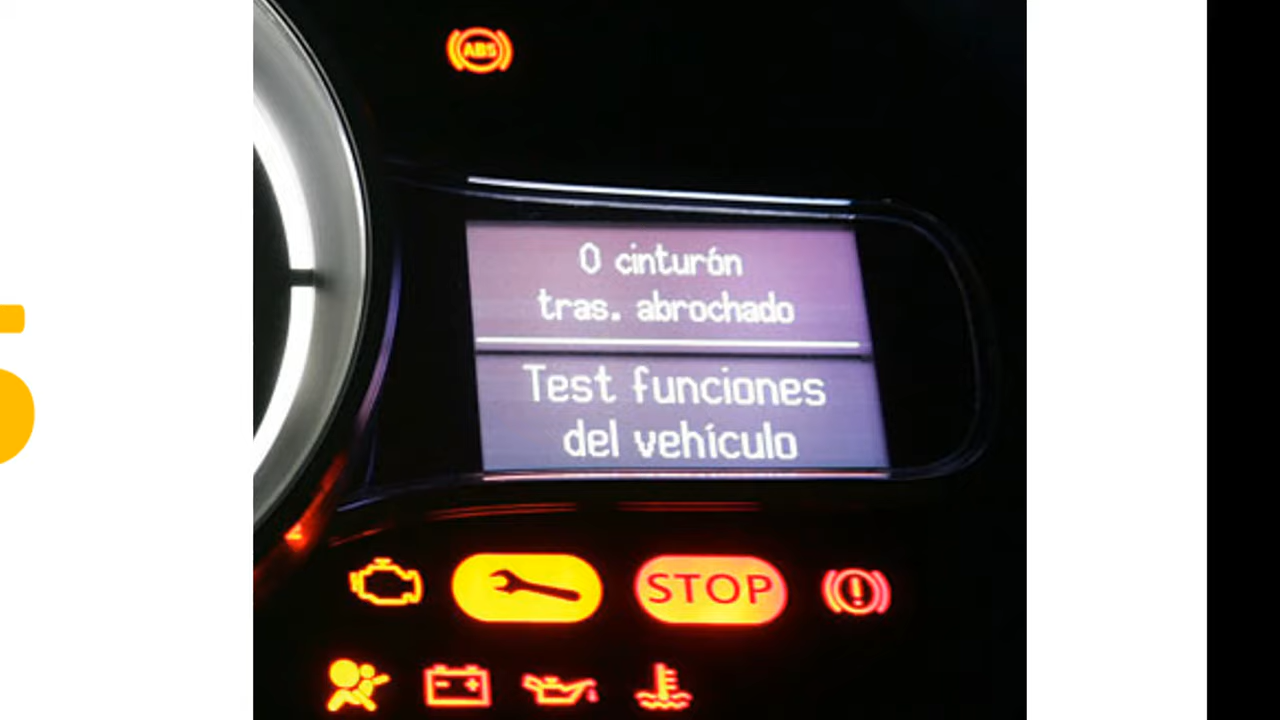 ABS
0 cinturón
tras. abrochado
Test funciones
del vehículo
STOP